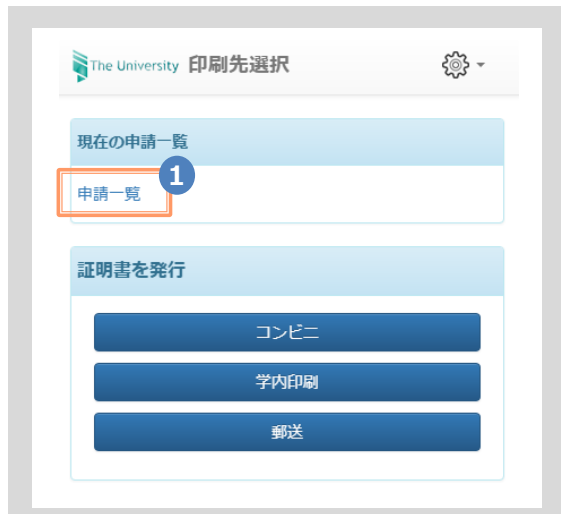 The University 印刷先選択
現在の申請一覧
1
申請一覧
証明書を発行
コンビニ
学内印刷
郵送